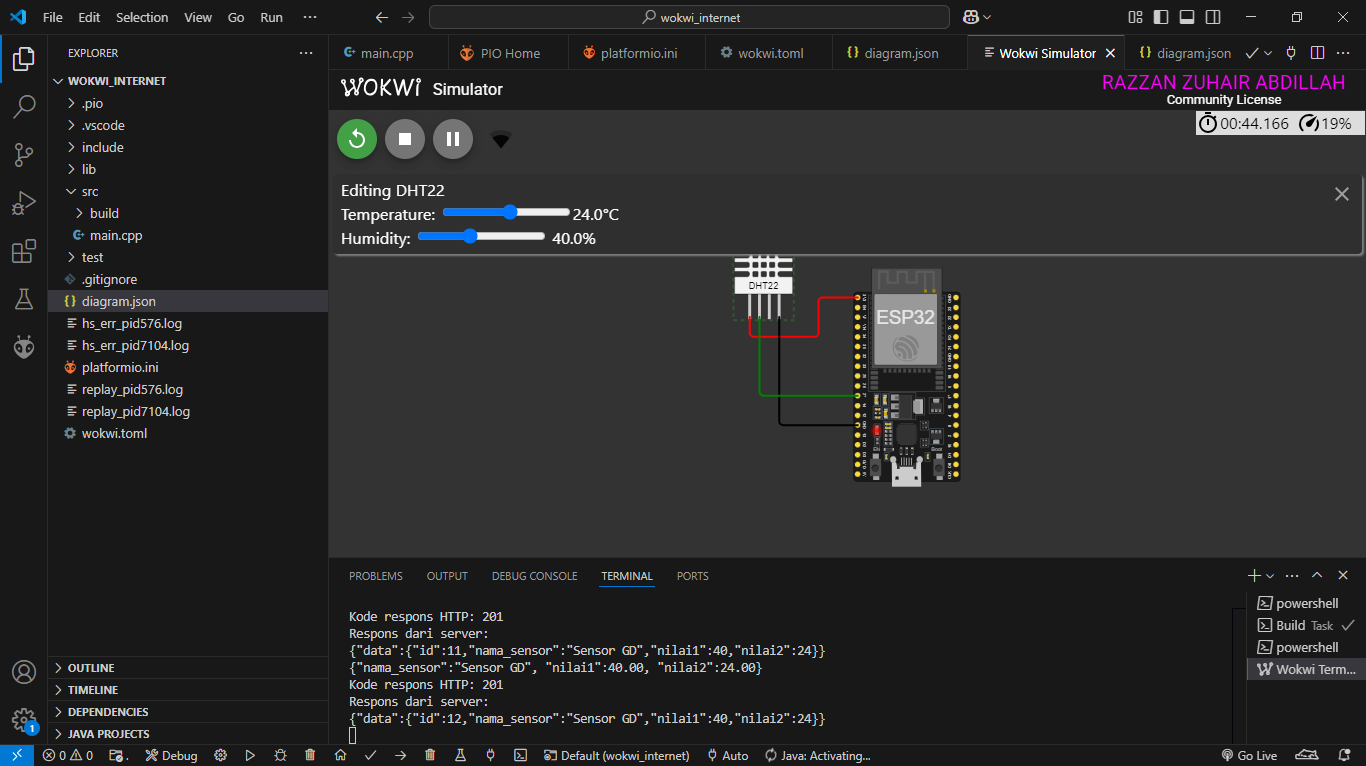 File Edit Selection View Go Run ···
wokwi_internet
EXPLORER
WOKWI_INTERNET
.pio
.vscode
include
lib
src
build
main.cpp
test
.gitignore
diagram.json
hs_err_pid576.log
hs_err_pid7104.log
platformio.ini
replay_pid576.log
replay_pid7104.log
wokwi.toml
OUTLINE
TIMELINE
DEPENDENCIES
JAVA PROJECTS
1
main.cpp PIO Home platformio.ini wokwi.toml diagram.json Wokwi Simulator diagram.json
WOKWI Simulator
RAZZAN ZUHAIR ABDILLAH
Community License
00:44.166 19%
Editing DHT22
Temperature: 24.0°C
Humidity: 40.0%
DHT22
ESP32
EN Boot
PROBLEMS OUTPUT DEBUG CONSOLE TERMINAL PORTS
Kode respons HTTP: 201
Respons dari server:
{"data":{"id":11,"nama_sensor":"Sensor GD","nilai1":40,"nilai2":24}}
{"nama_sensor":"Sensor GD", "nilai1":40.00, "nilai2":24.00}
Kode respons HTTP: 201
Respons dari server:
{"data":{"id":12,"nama_sensor":"Sensor GD","nilai1":40,"nilai2":24}}
powershell
Build Task
powershell
Wokwi Term...
0 0 Debug Default (wokwi_internet) Auto Java: Activating... Go Live